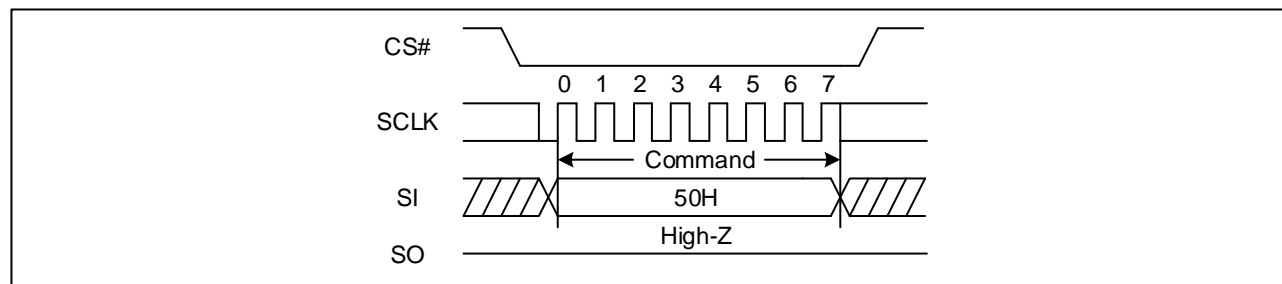 CS#
0 1 2 3 4 5 6 7
SCLK
Command
SI
50H
High-Z
SO